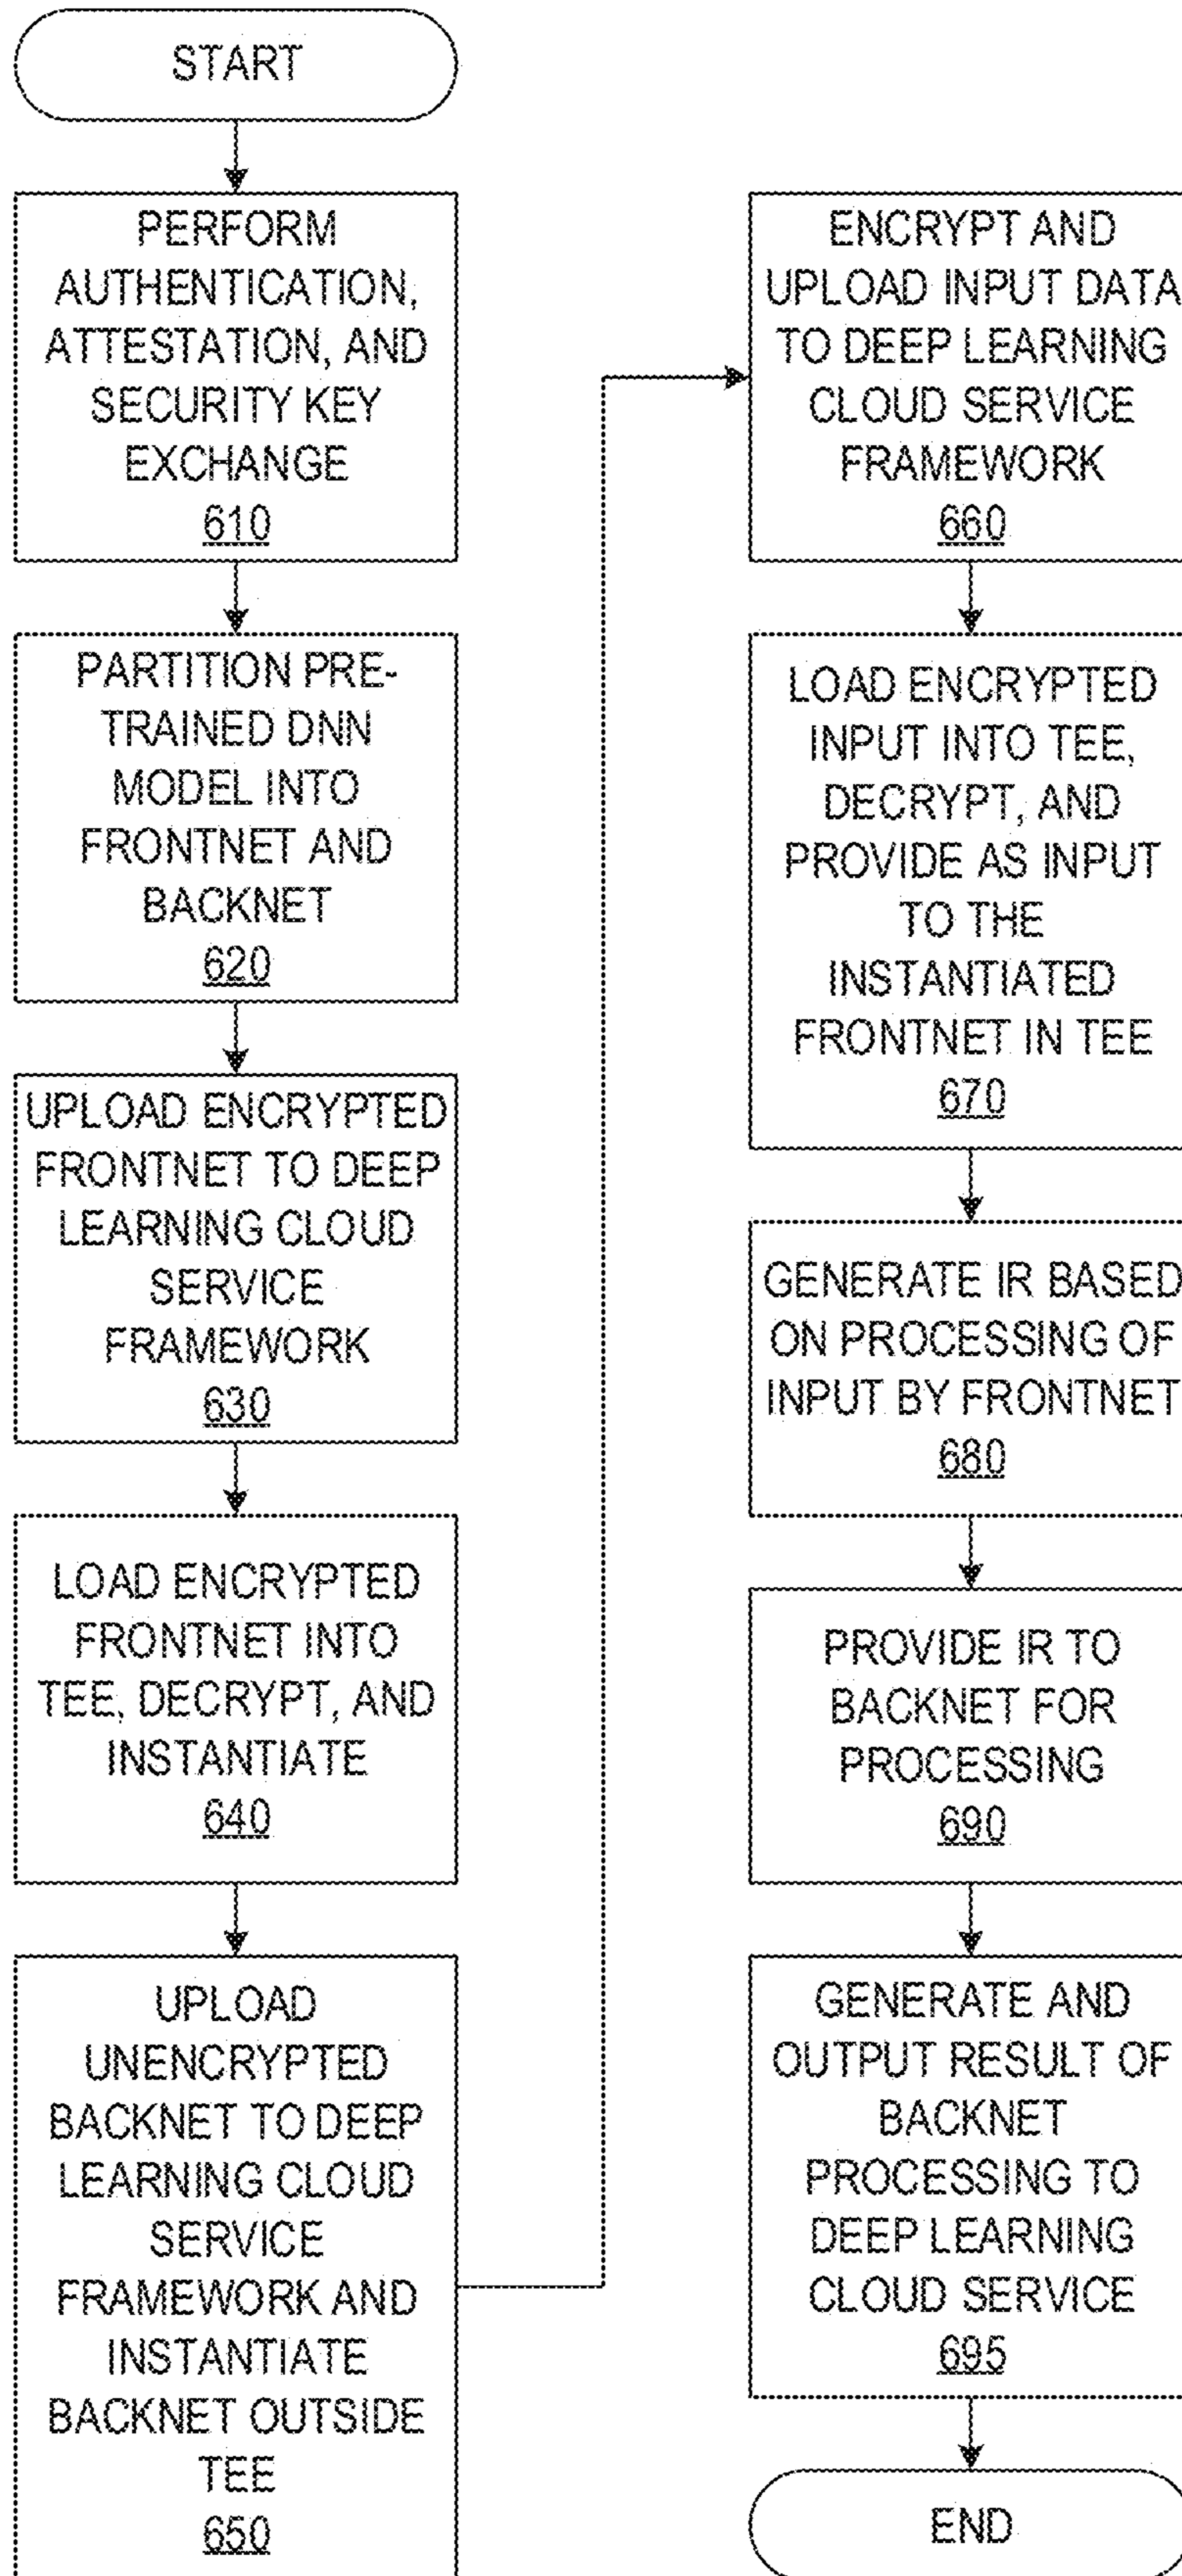 START
PERFORM
AUTHENTICATION,
ATTESTATION, AND
SECURITY KEY
EXCHANGE
610
PARTITION PRE-
TRAINED DNN
MODEL INTO
FRONTNET AND
BACKNET
620
UPLOAD ENCRYPTED
FRONTNET TO DEEP
LEARNING CLOUD
SERVICE
FRAMEWORK
630
LOAD ENCRYPTED
FRONTNET INTO
TEE, DECRYPT, AND
INSTANTIATE
640
UPLOAD
UNENCRYPTED
BACKNET TO DEEP
LEARNING CLOUD
SERVICE
FRAMEWORK AND
INSTANTIATE
BACKNET OUTSIDE
TEE
650
ENCRYPT AND
UPLOAD INPUT DATA
TO DEEP LEARNING
CLOUD SERVICE
FRAMEWORK
660
LOAD ENCRYPTED
INPUT INTO TEE,
DECRYPT, AND
PROVIDE AS INPUT
TO THE
INSTANTIATED
FRONTNET IN TEE
670
GENERATE IR BASED
ON PROCESSING OF
INPUT BY FRONTNET
680
PROVIDE IR TO
BACKNET FOR
PROCESSING
690
GENERATE AND
OUTPUT RESULT OF
BACKNET
PROCESSING TO
DEEP LEARNING
CLOUD SERVICE
695
END